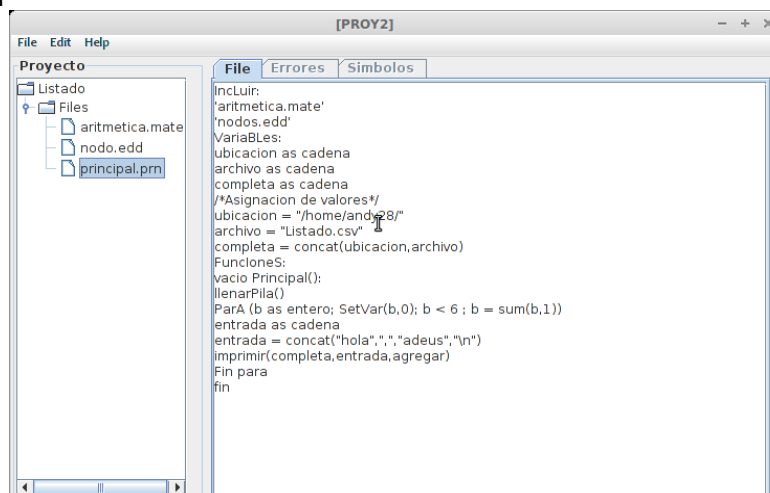 [PROY2]
File Edit Help
Proyecto
Listado
Files
aritmetica.mate
nodo.edd
principal.prn
File Errores Simbolos
IncLuir:
'aritmetica.mate'
'nodos.edd'
VariaBLes:
ubicacion as cadena
archivo as cadena
completa as cadena
/*Asignacion de valores*/
ubicacion = "/home/andy28/"
archivo = "Listado.csv"
completa = concat(ubicacion,archivo)
FuncIoneS:
vacio Principal():
llenarPila()
ParA (b as entero; SetVar(b,0); b < 6 ; b = sum(b,1))
entrada as cadena
entrada = concat("hola",",","adeus","\n")
imprimir(completa,entrada,agregar)
Fin para
fin